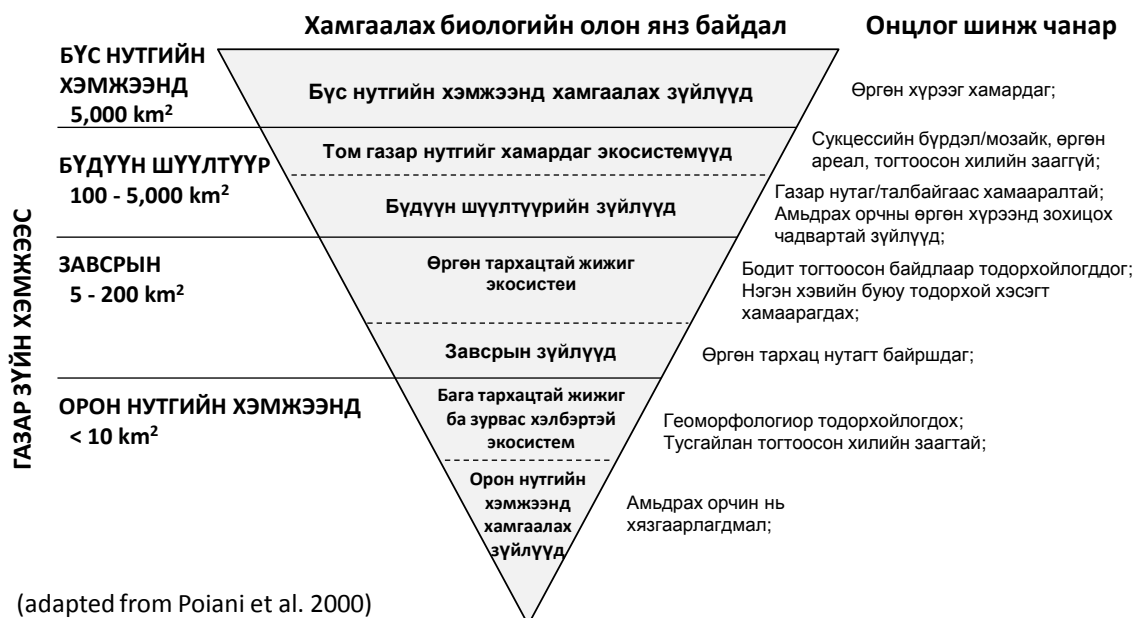 Хамгаалах биологийн олон янз байдал
Онцлог шинж чанар
ГАЗАР ЗҮЙН ХЭМЖЭЭС
БҮС НУТГИЙН
ХЭМЖЭЭНД
5,000 km²
Бүс нутгийн хэмжээнд хамгаалах зүйлүүд
Өргөн хүрээг хамардаг;
БҮДҮҮН ШҮҮЛТҮҮР
100 - 5,000 km²
Том газар нутгийг хамардаг экосистемүүд
Сукцессийн бүрдэл/мозайк, өргөн
ареал, тогтоосон хилийн зааггүй;
Бүдүүн шүүлтүүрийн зүйлүүд
Газар нутаг/талбайгаас хамааралтай;
Амьдрах орчны өргөн хүрээнд зохицох
чадвартай зүйлүүд;
ЗАВСРЫН
5 - 200 km²
Өргөн тархацтай жижиг
экосистеи
Бодит тогтоосон байдлаар тодорхойлогддог;
Нэгэн хэвийн буюу тодорхой хэсэгт
хамаарагдах;
Завсрын зүйлүүд
Өргөн тархац нутагт байршдаг;
ОРОН НУТГИЙН ХЭМЖЭЭНД
< 10 km²
Бага тархацтай жижиг
ба зурвас хэлбэртэй
экосистем
Геоморфологиор тодорхойлогдох;
Тусгайлан тогтоосон хилийн заагтай;
Орон нутгийн
хэмжээнд
хамгаалах
зүйлүүд
Амьдрах орчин нь
хязгаарлагдмал;
(adapted from Poiani et al. 2000)